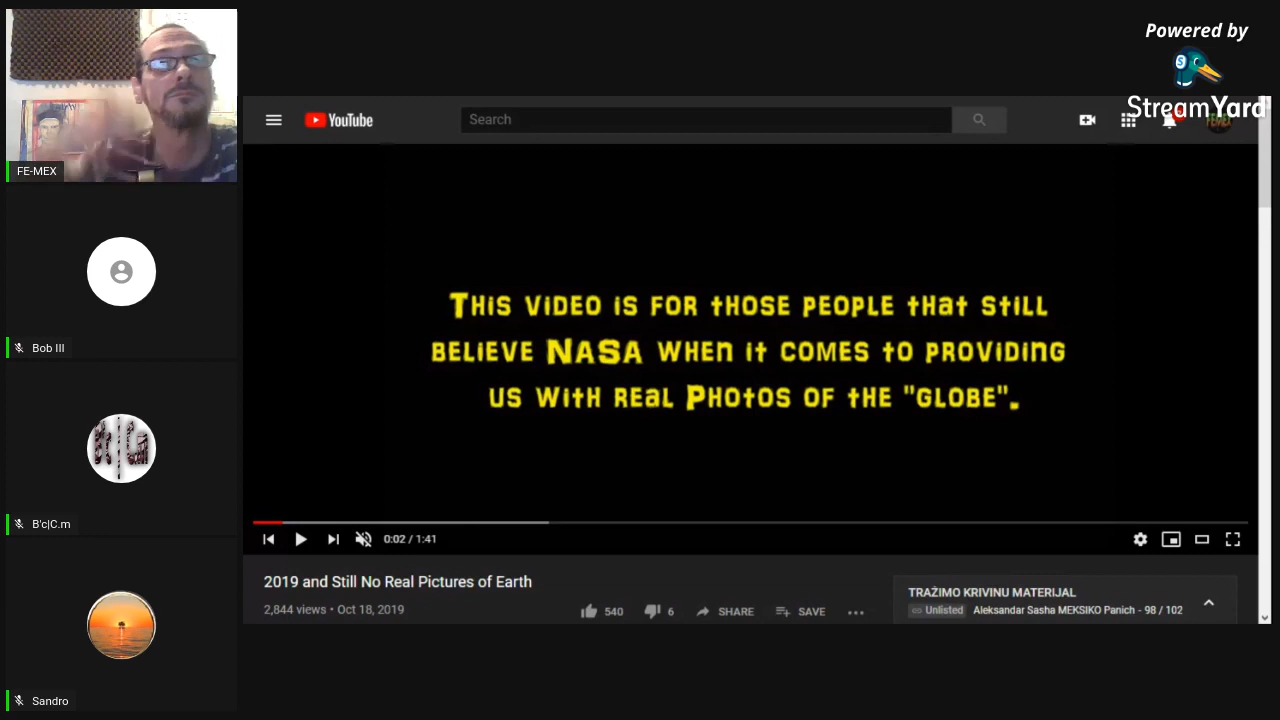 Powered by
StreamYard
FE-MEX
Bob III
B'c|C.m
Sandro
YouTube
Search
This video is for those people that still
believe NASA when it comes to providing
us with real Photos of the "globe".
0:02 / 1:41
2019 and Still No Real Pictures of Earth
2,844 views • Oct 18, 2019
540
6
SHARE
SAVE
TRAŽIMO KRIVINU MATERIJAL
Unlisted
Aleksandar Sasha MEKSIKO Panich - 98 / 102